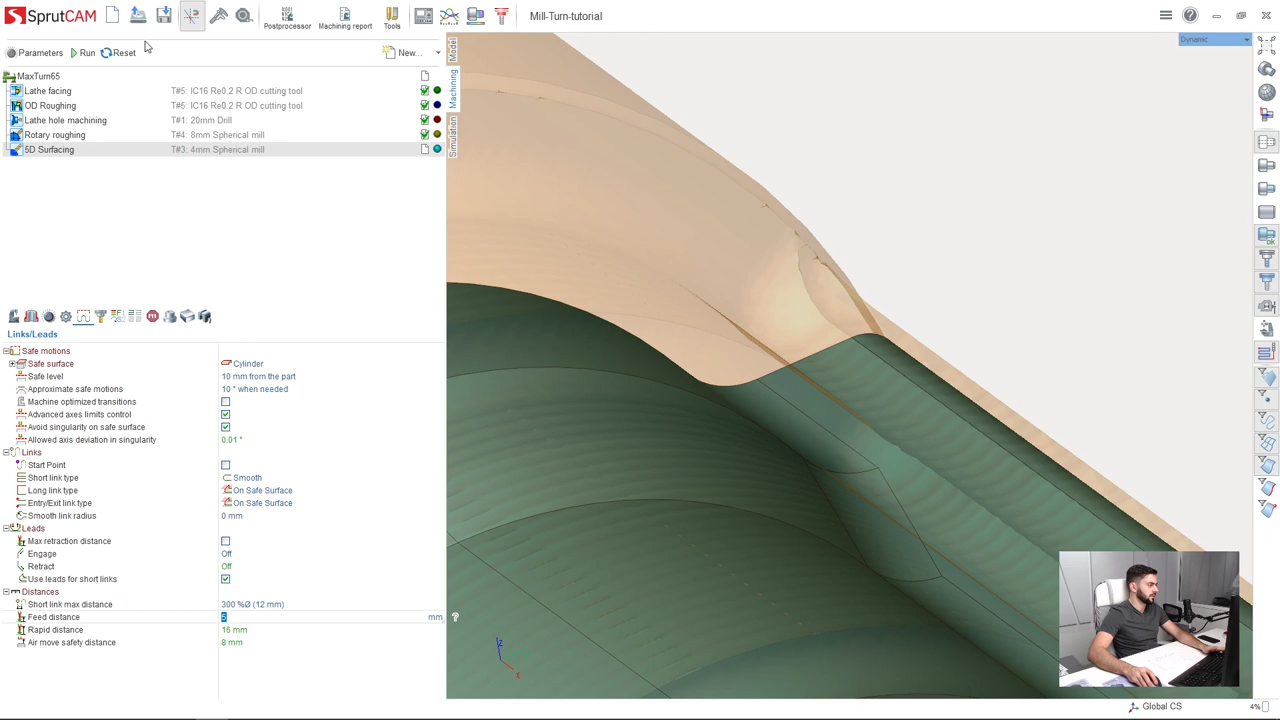 SprutCAM
Postprocessor
Machining report
Tools
Mill-Turn-tutorial
Parameters
Run
Reset
New...
Dynamic
Model
Machining
Simulation
MaxTurn65
Lathe facing T#5: IC16 Re0.2 R OD cutting tool
OD Roughing T#5: IC16 Re0.2 R OD cutting tool
Lathe hole machining T#1: 20mm Drill
Rotary roughing T#4: 8mm Spherical mill
5D Surfacing T#3: 4mm Spherical mill
Links/Leads
Safe motions
Safe surface Cylinder
Safe level 10 mm from the part
Approximate safe motions 10 ° when needed
Machine optimized transitions
Advanced axes limits control
Avoid singularity on safe surface
Allowed axis deviation in singularity 0.01 °
Links
Start Point
Short link type Smooth
Long link type On Safe Surface
Entry/Exit link type On Safe Surface
Smooth link radius 0 mm
Leads
Max retraction distance
Engage Off
Retract Off
Use leads for short links
Distances
Short link max distance 300 %Ø (12 mm)
Feed distance 5 mm ?
Rapid distance 16 mm
Air move safety distance 8 mm
Z
X
Global CS
4%